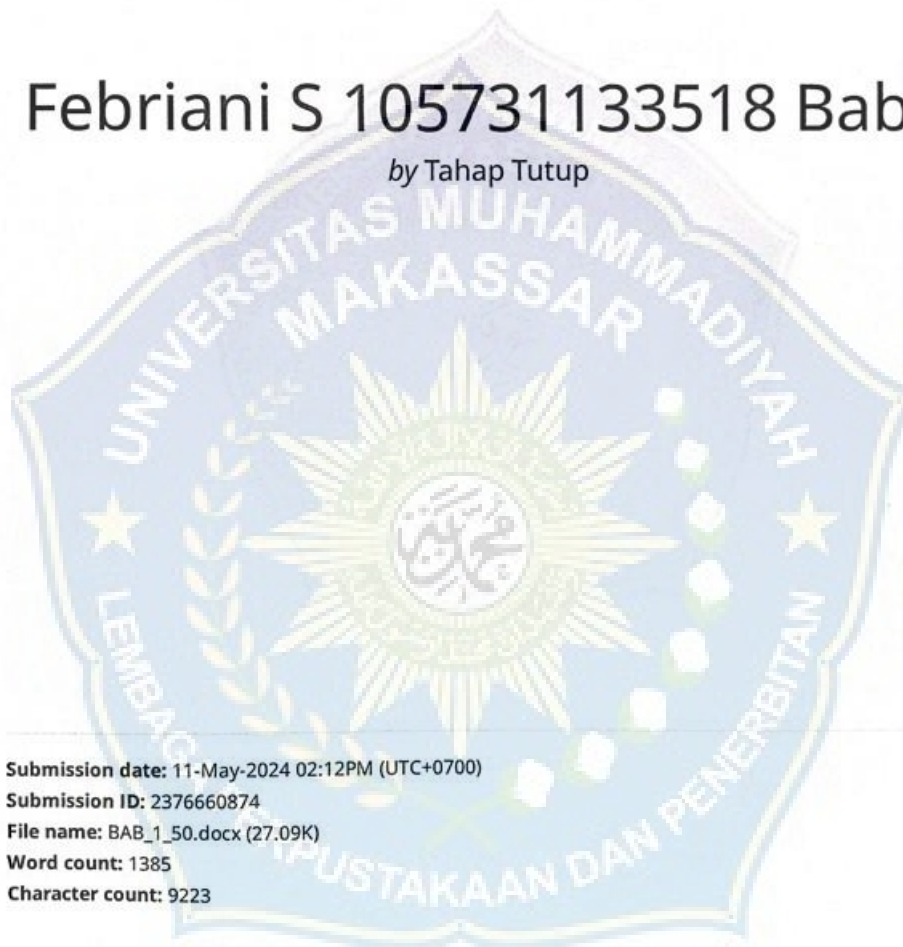 Febriani S 105731133518 Bab
by Tahap Tutup
UNIVERSITAS MUHAMMADIYAH
MAKASSAR
محمد
LEMBAGA PERPUSTAKAAN DAN PENERBITAN
Submission date: 11-May-2024 02:12PM (UTC+0700)
Submission ID: 2376660874
File name: BAB_1_50.docx (27.09K)
Word count: 1385
Character count: 9223